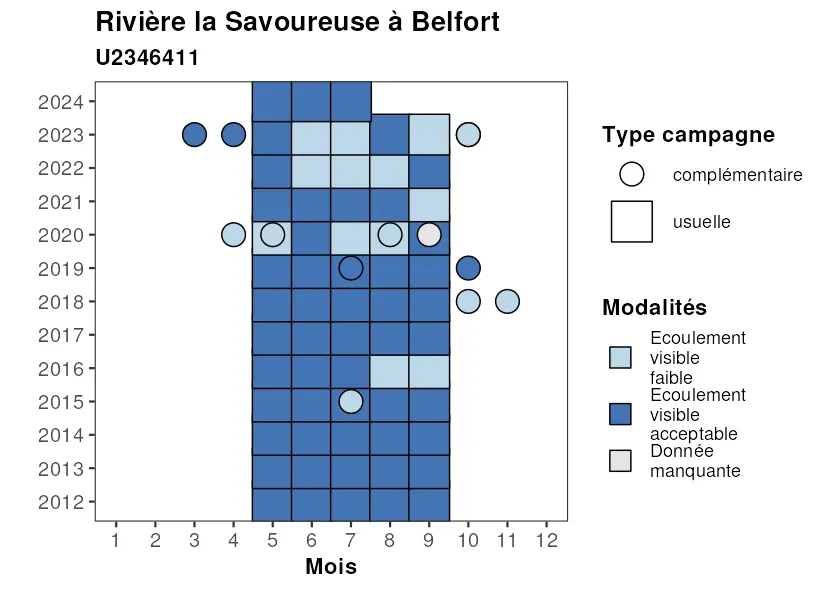 Rivière la Savoureuse à Belfort
U2346411
2024
2023
2022
2021
2020
2019
2018
2017
2016
2015
2014
2013
2012
1 2 3 4 5 6 7 8 9 10 11 12
Mois
Type campagne
complémentaire
usuelle
Modalités
Ecoulement
visible
faible
Ecoulement
visible
acceptable
Donnée
manquante